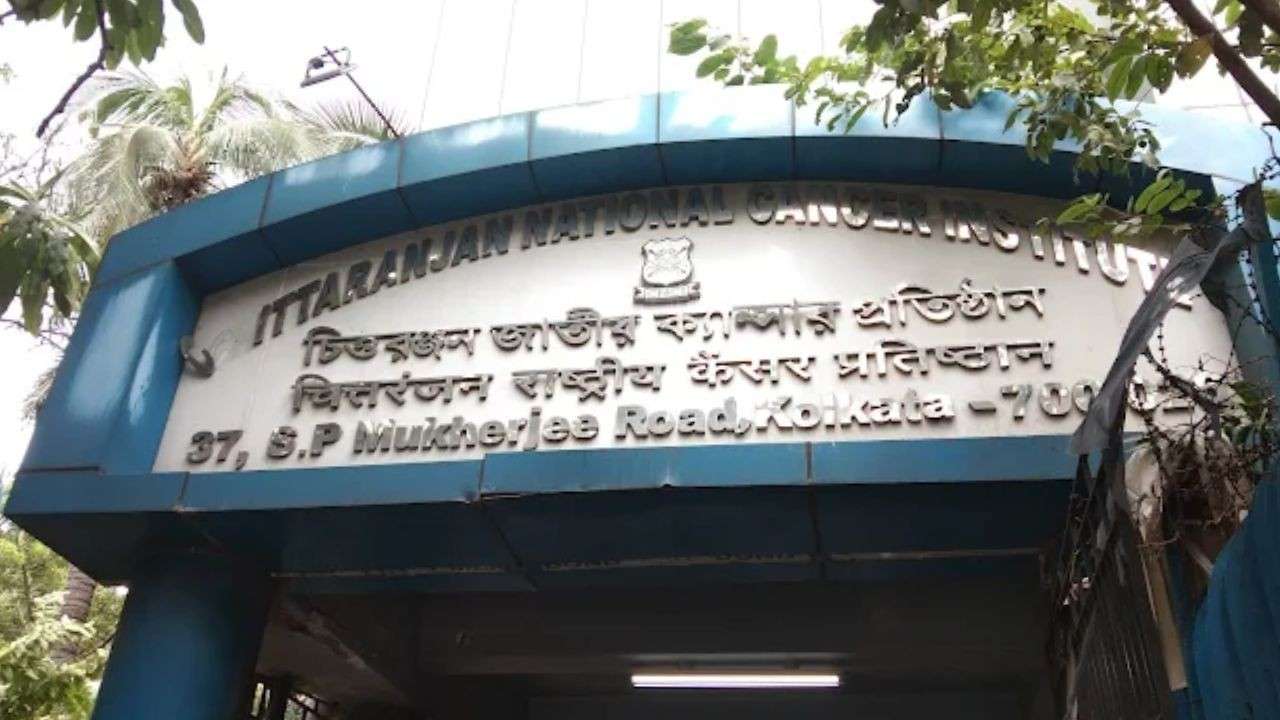 ITTARANJAN NATIONAL CANCER INSTITUTE
চিত্তরঞ্জন জাতীয় ক্যান্সার প্রতিষ্ঠান
चित्तरंजन राष्ट्रीय कैंसर प्रतिष्ठान
37, S.P Mukherjee Road,Kolkata -